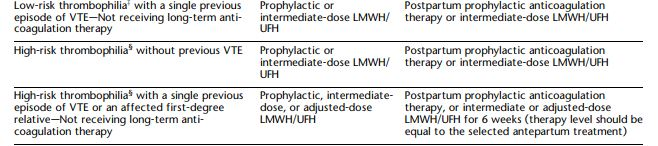 Low-risk thrombophilia† with a single previous
episode of VTE—Not receiving long-term anti-
coagulation therapy
Prophylactic or
intermediate-dose LMWH/
UFH
Postpartum prophylactic anticoagulation
therapy or intermediate-dose LMWH/UFH
High-risk thrombophilia§ without previous VTE
Prophylactic or
intermediate-dose LMWH/
UFH
Postpartum prophylactic anticoagulation
therapy or intermediate-dose LMWH/UFH
High-risk thrombophilia§ with a single previous
episode of VTE or an affected first-degree
relative—Not receiving long-term anti-
coagulation therapy
Prophylactic, intermediate-
dose, or adjusted-dose
LMWH/UFH
Postpartum prophylactic anticoagulation
therapy, or intermediate or adjusted-dose
LMWH/UFH for 6 weeks (therapy level should be
equal to the selected antepartum treatment)